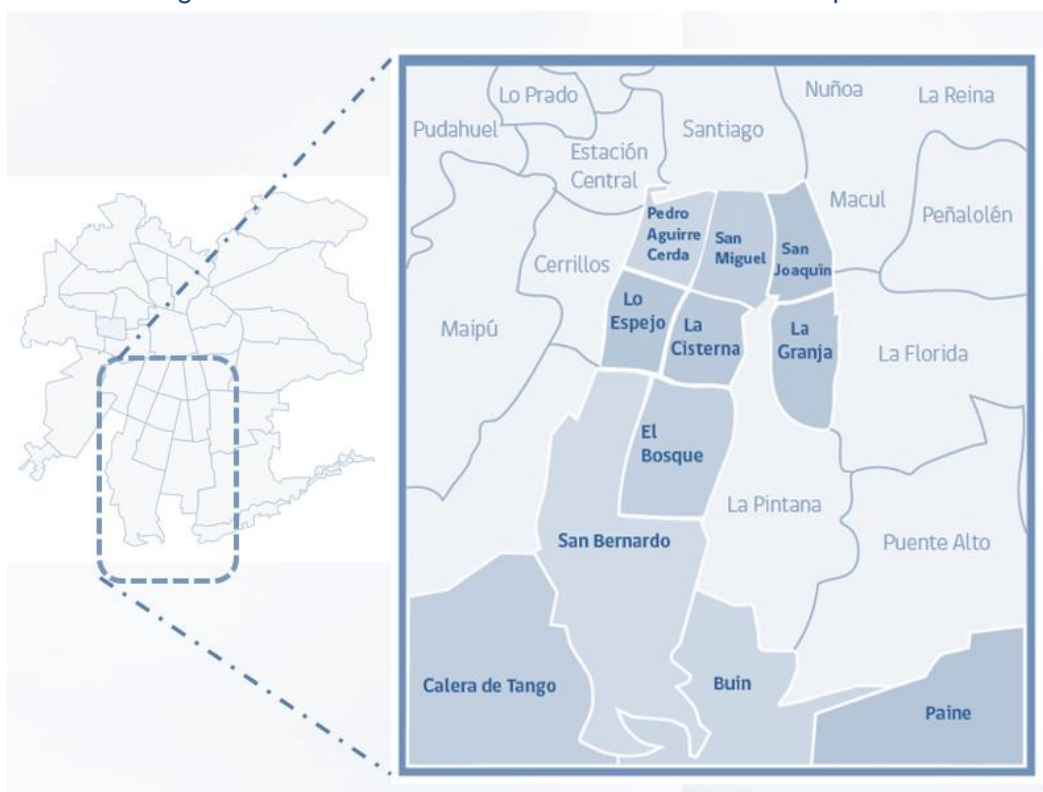 Lo Prado
Nuñoa
La Reina
Pudahuel
Santiago
Estación
Central
Macul
Peñalolén
Pedro
Aguirre
Cerda
San
Miguel
San
Joaquïn
Cerrillos
Lo
Espejo
La
Cisterna
La
Granja
Maipú
La Florida
El
Bosque
La Pintana
San Bernardo
Puente Alto
Calera de Tango
Buin
Paine